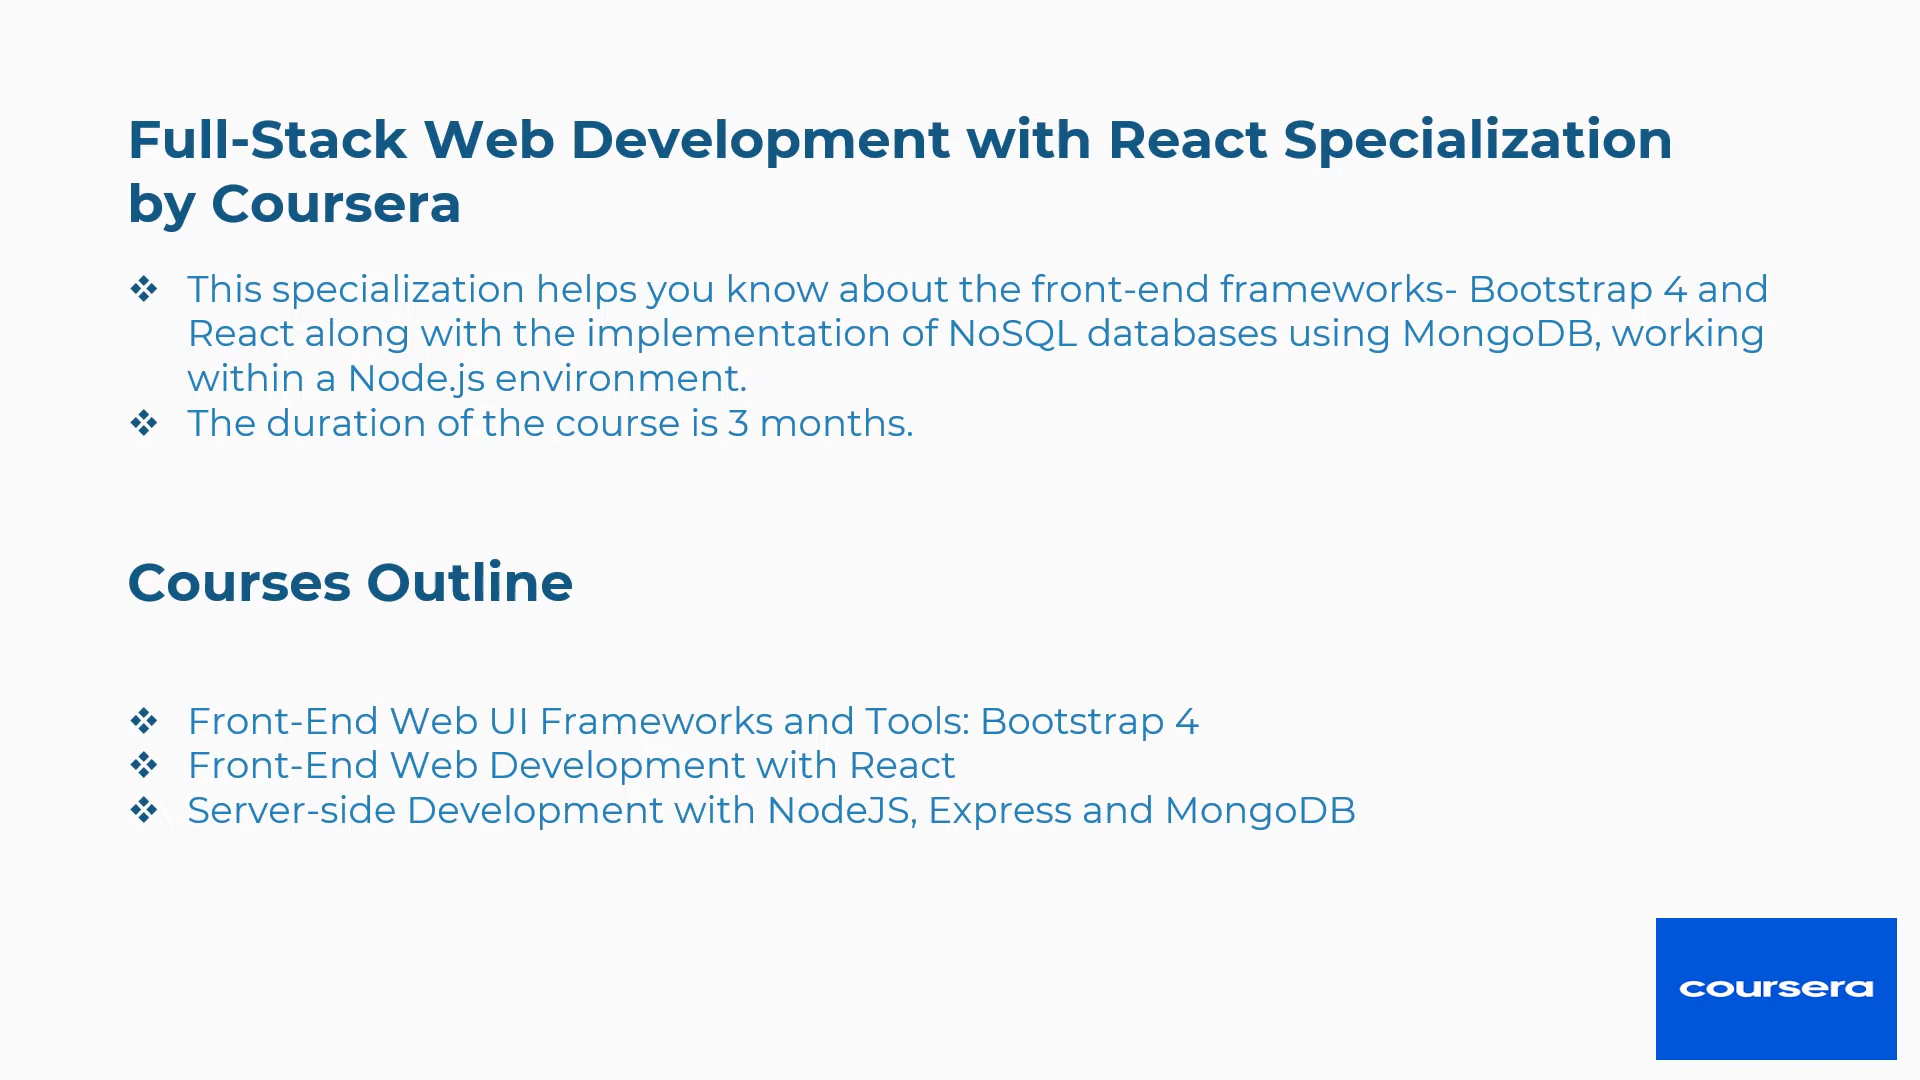 Full-Stack Web Development with React Specialization
by Coursera
❖ This specialization helps you know about the front-end frameworks- Bootstrap 4 and
React along with the implementation of NoSQL databases using MongoDB, working
within a Node.js environment.
❖ The duration of the course is 3 months.
Courses Outline
❖ Front-End Web UI Frameworks and Tools: Bootstrap 4
❖ Front-End Web Development with React
❖ Server-side Development with NodeJS, Express and MongoDB
coursera